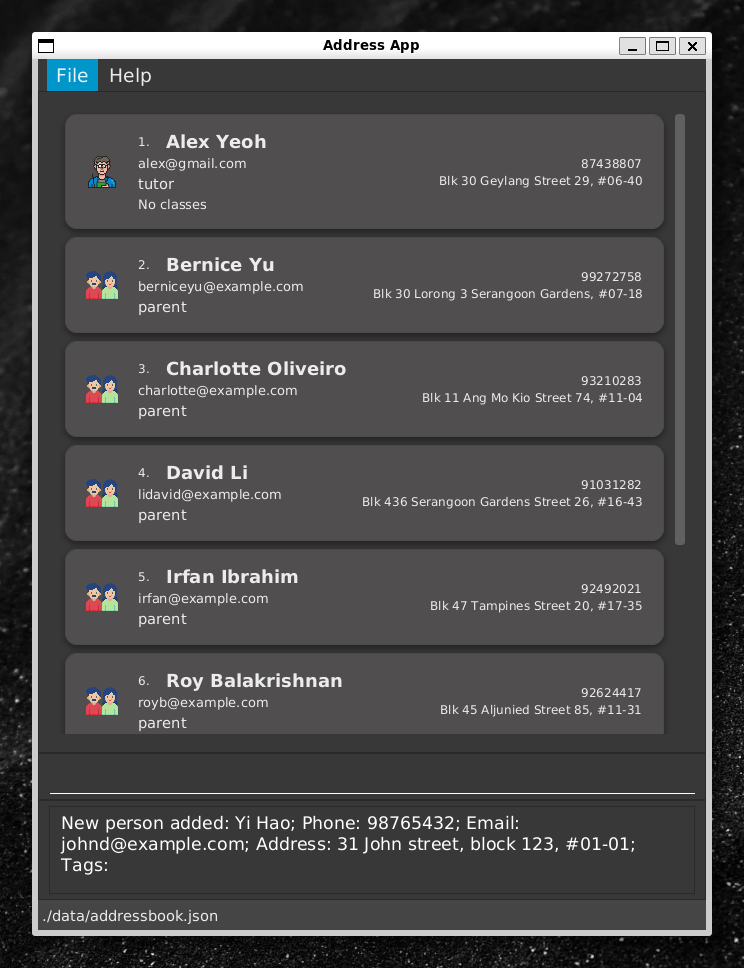 Address App
File Help
1. Alex Yeoh
alex@gmail.com
tutor
No classes
87438807
Blk 30 Geylang Street 29, #06-40
2. Bernice Yu
berniceyu@example.com
parent
99272758
Blk 30 Lorong 3 Serangoon Gardens, #07-18
3. Charlotte Oliveiro
charlotte@example.com
parent
93210283
Blk 11 Ang Mo Kio Street 74, #11-04
4. David Li
lidavid@example.com
parent
91031282
Blk 436 Serangoon Gardens Street 26, #16-43
5. Irfan Ibrahim
irfan@example.com
parent
92492021
Blk 47 Tampines Street 20, #17-35
6. Roy Balakrishnan
royb@example.com
parent
92624417
Blk 45 Aljunied Street 85, #11-31
New person added: Yi Hao; Phone: 98765432; Email:
johnd@example.com; Address: 31 John street, block 123, #01-01;
Tags:
./data/addressbook.json